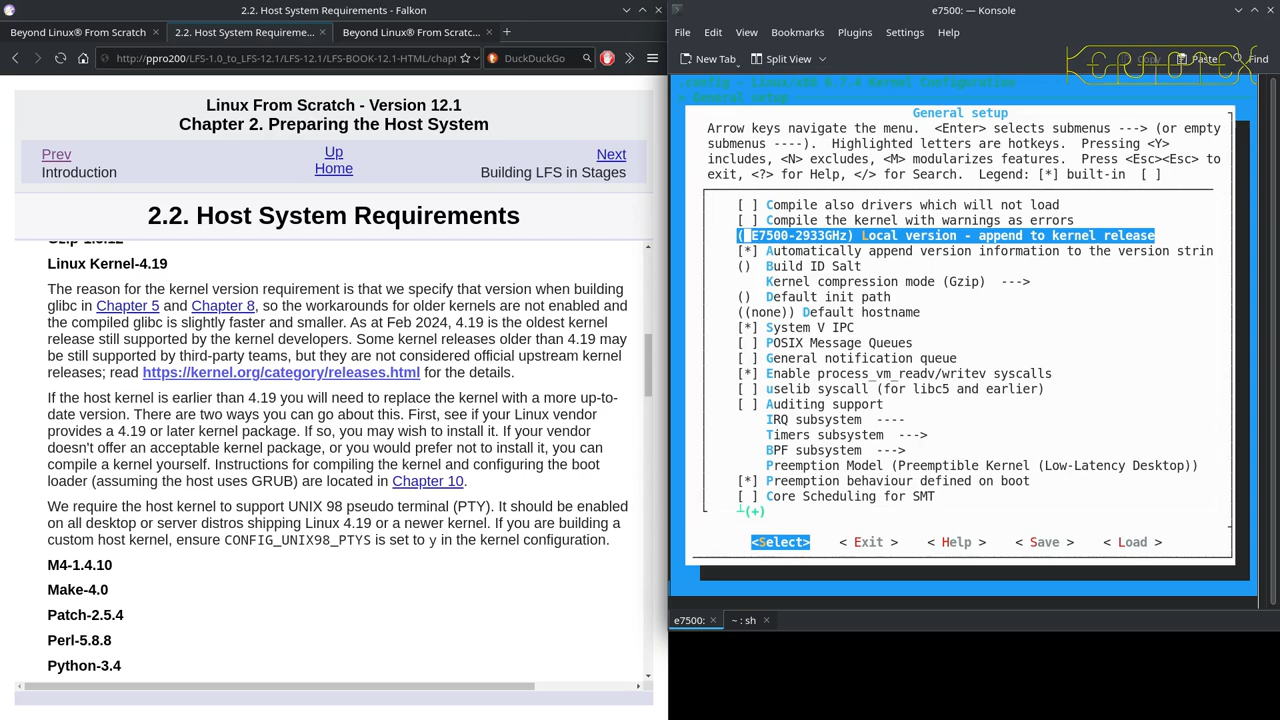 2.2. Host System Requirements - Falkon
Beyond Linux® From Scratch
2.2. Host System Requireme...
Beyond Linux® From Scratc...
http://ppro200/LFS-1.0_to_LFS-12.1/LFS-12.1/LFS-BOOK-12.1-HTML/chapt
DuckDuckGo
Linux From Scratch - Version 12.1
Chapter 2. Preparing the Host System
Prev
Up
Next
Introduction
Home
Building LFS in Stages
2.2. Host System Requirements
Gzip-1.3.12
Linux Kernel-4.19
The reason for the kernel version requirement is that we specify that version when building
glibc in Chapter 5 and Chapter 8, so the workarounds for older kernels are not enabled and
the compiled glibc is slightly faster and smaller. As at Feb 2024, 4.19 is the oldest kernel
release still supported by the kernel developers. Some kernel releases older than 4.19 may
be still supported by third-party teams, but they are not considered official upstream kernel
releases; read https://kernel.org/category/releases.html for the details.
If the host kernel is earlier than 4.19 you will need to replace the kernel with a more up-to-
date version. There are two ways you can go about this. First, see if your Linux vendor
provides a 4.19 or later kernel package. If so, you may wish to install it. If your vendor
doesn't offer an acceptable kernel package, or you would prefer not to install it, you can
compile a kernel yourself. Instructions for compiling the kernel and configuring the boot
loader (assuming the host uses GRUB) are located in Chapter 10.
We require the host kernel to support UNIX 98 pseudo terminal (PTY). It should be enabled
on all desktop or server distros shipping Linux 4.19 or a newer kernel. If you are building a
custom host kernel, ensure CONFIG_UNIX98_PTYS is set to y in the kernel configuration.
M4-1.4.10
Make-4.0
Patch-2.5.4
Perl-5.8.8
Python-3.4
e7500: — Konsole
File Edit View Bookmarks Plugins Settings Help
New Tab
Split View
Copy
Paste
Find
.config - Linux/x86 6.7.4 Kernel Configuration
General setup
General setup
Arrow keys navigate the menu. <Enter> selects submenus ---> (or empty
submenus ----). Highlighted letters are hotkeys. Pressing <Y>
includes, <N> excludes, <M> modularizes features. Press <Esc><Esc> to
exit, <?> for Help, </> for Search. Legend: [*] built-in [ ]
[ ] Compile also drivers which will not load
[ ] Compile the kernel with warnings as errors
( E7500-2933GHz) Local version - append to kernel release
[*] Automatically append version information to the version strin
() Build ID Salt
Kernel compression mode (Gzip) --->
() Default init path
((none)) Default hostname
[*] System V IPC
[ ] POSIX Message Queues
[ ] General notification queue
[*] Enable process_vm_readv/writev syscalls
[ ] uselib syscall (for libc5 and earlier)
[ ] Auditing support
IRQ subsystem ----
Timers subsystem --->
BPF subsystem --->
Preemption Model (Preemptible Kernel (Low-Latency Desktop))
[*] Preemption behaviour defined on boot
[ ] Core Scheduling for SMT
┴(+)
<Select> < Exit > < Help > < Save > < Load >
e7500:
~ : sh